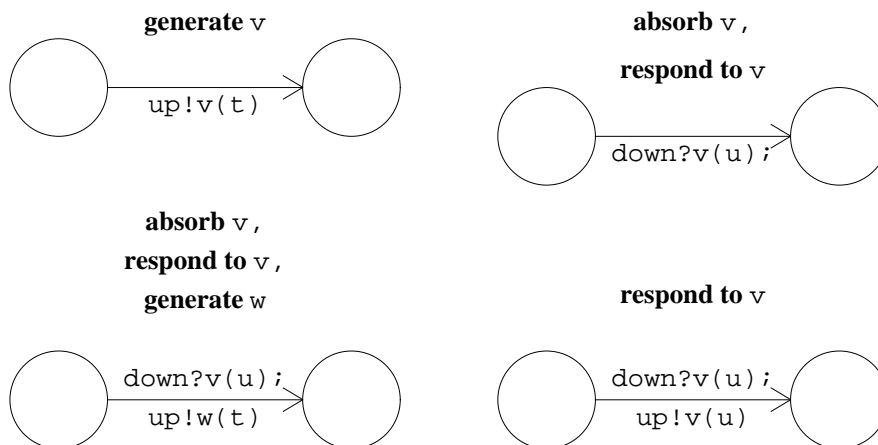 generate v
up!v(t)
absorb v,
respond to v
down?v(u);
absorb v,
respond to v,
generate w
down?v(u);
up!w(t)
respond to v
down?v(u);
up!v(u)